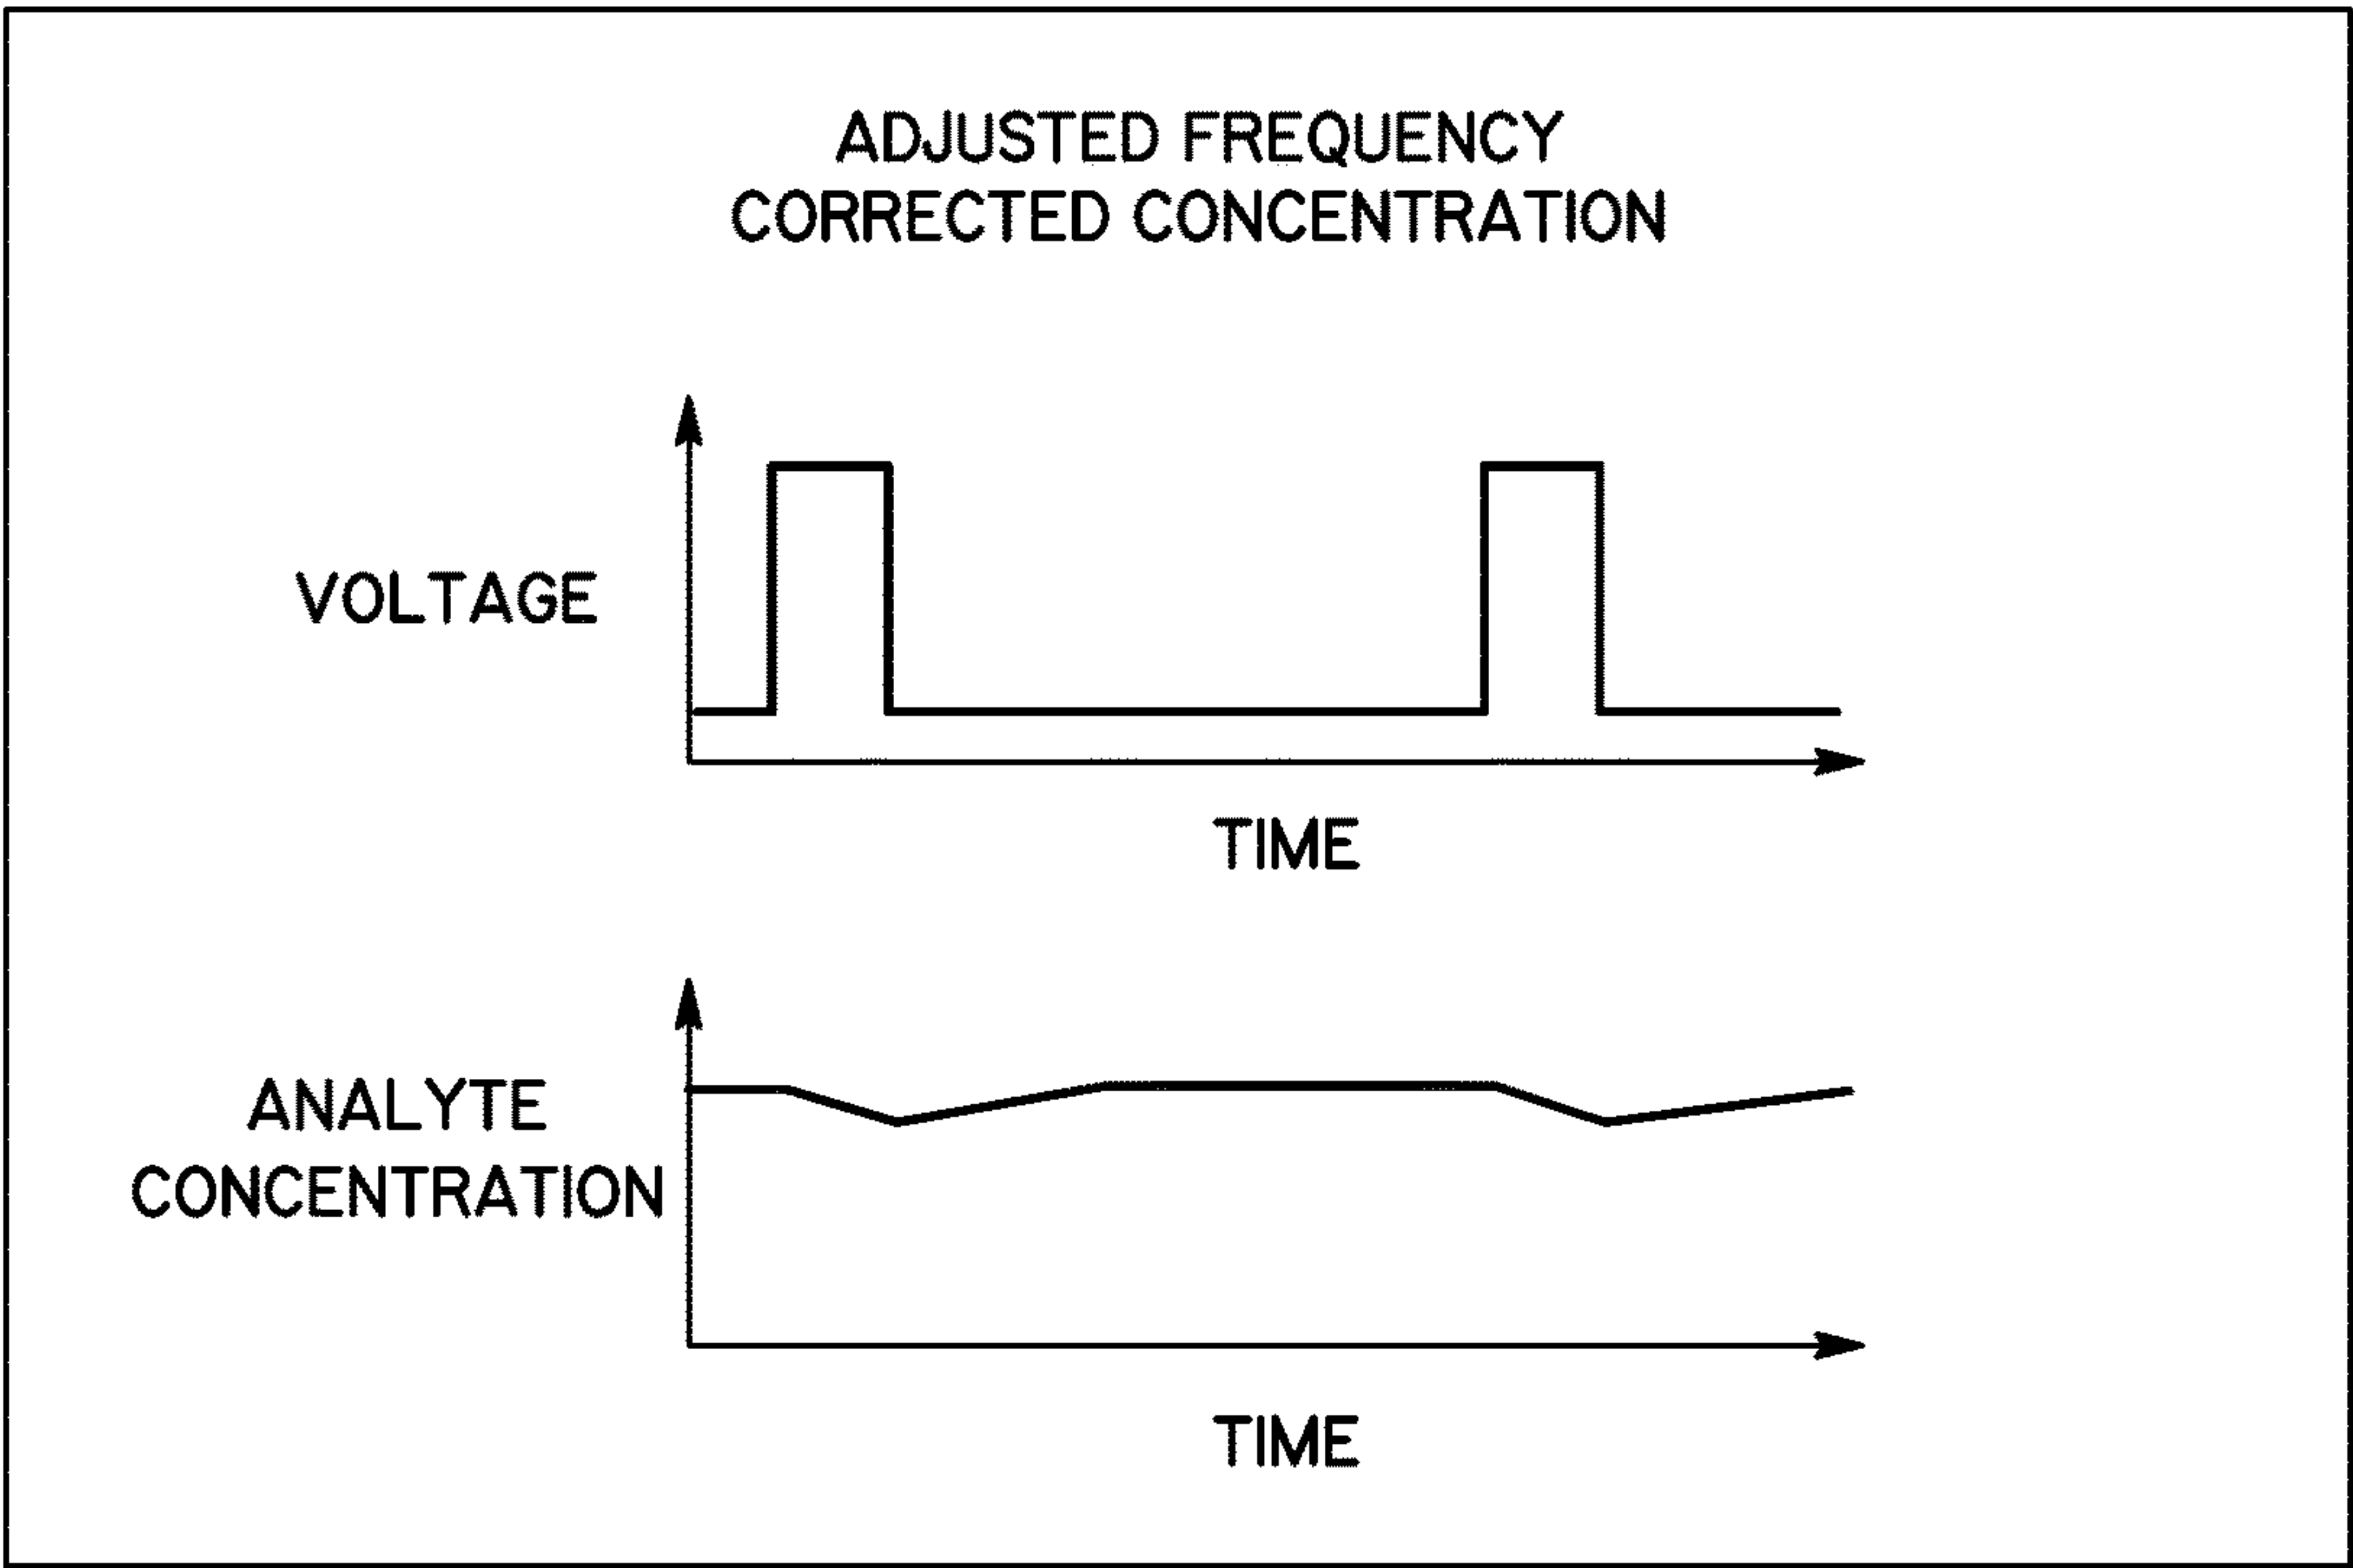 ADJUSTED FREQUENCY
CORRECTED CONCENTRATION
VOLTAGE
TIME
ANALYTE
CONCENTRATION
TIME